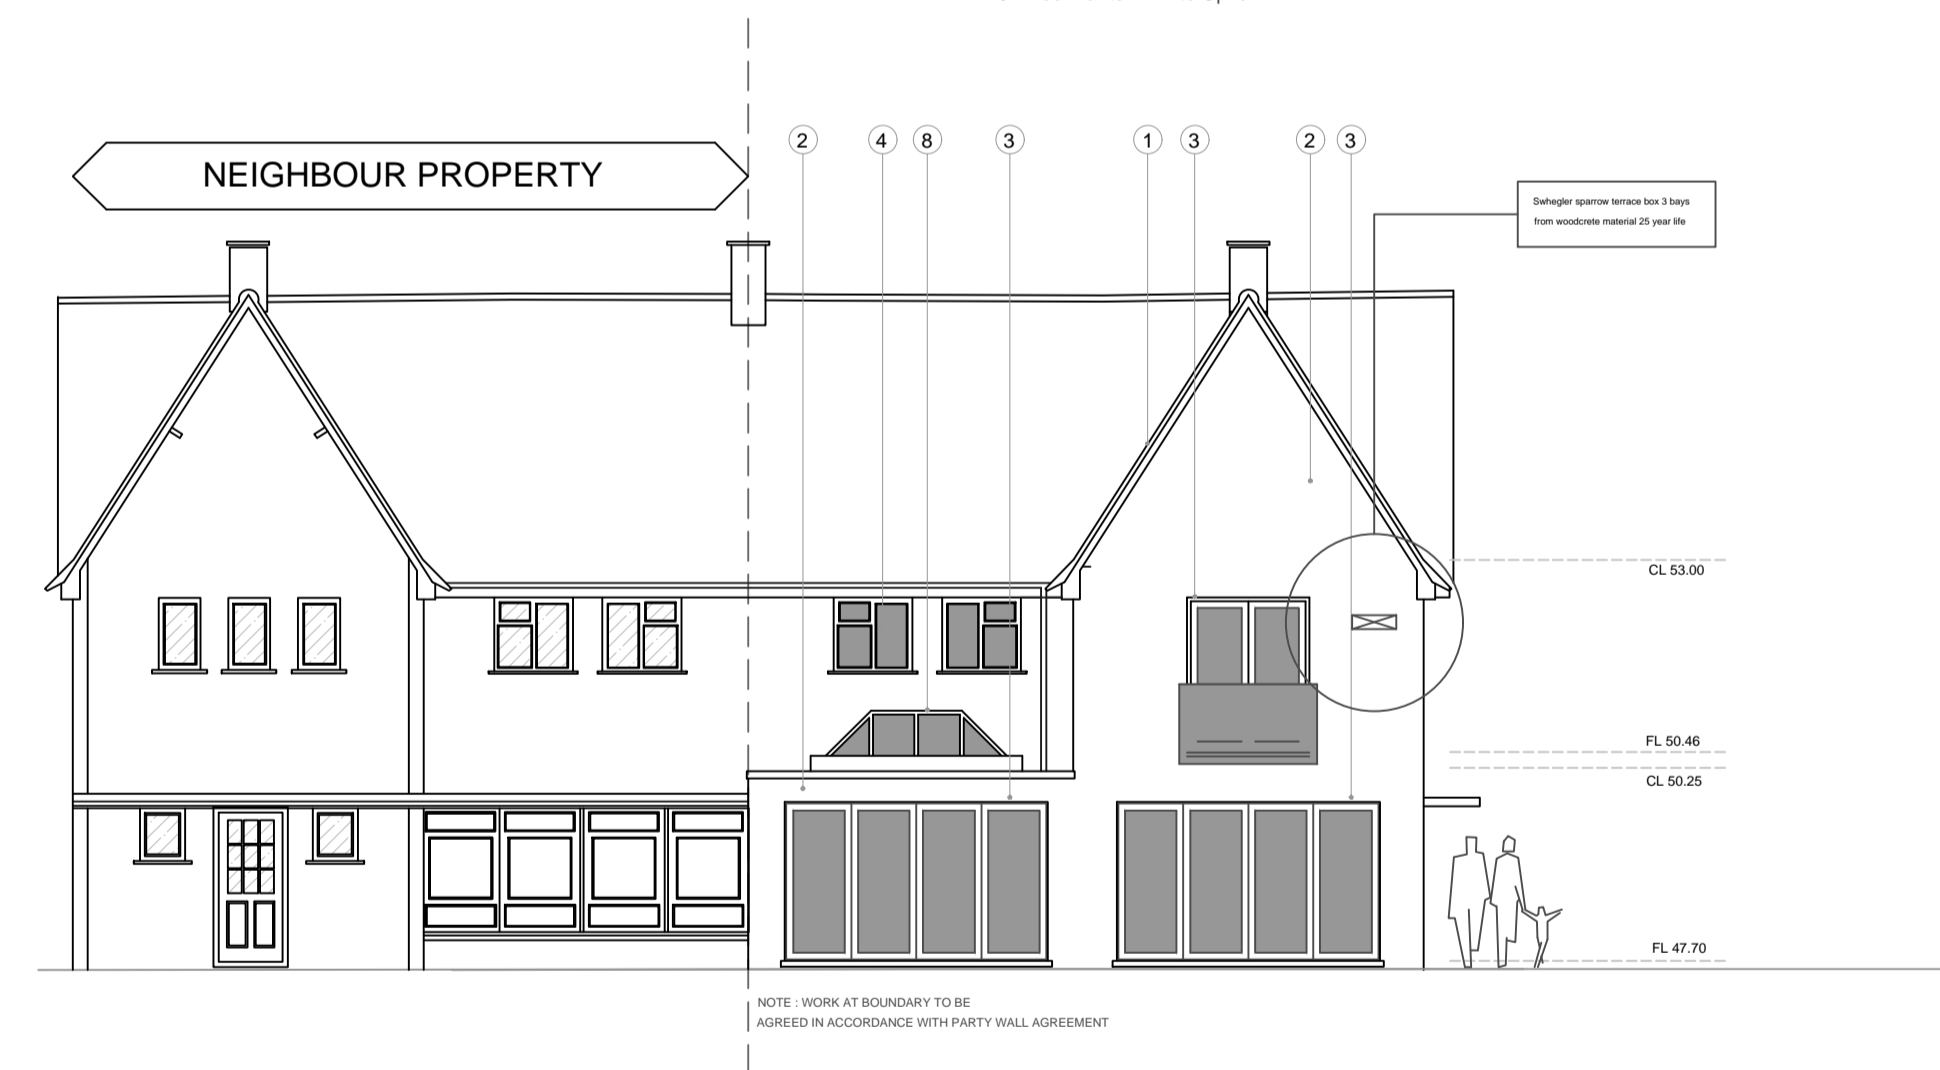 2 4 8 3 1 3 2 3
NEIGHBOUR PROPERTY
Swhegler sparrow terrace box 3 bays
from woodcrete material 25 year life
CL 53.00
FL 50.46
CL 50.25
FL 47.70
NOTE : WORK AT BOUNDARY TO BE
AGREED IN ACCORDANCE WITH PARTY WALL AGREEMENT